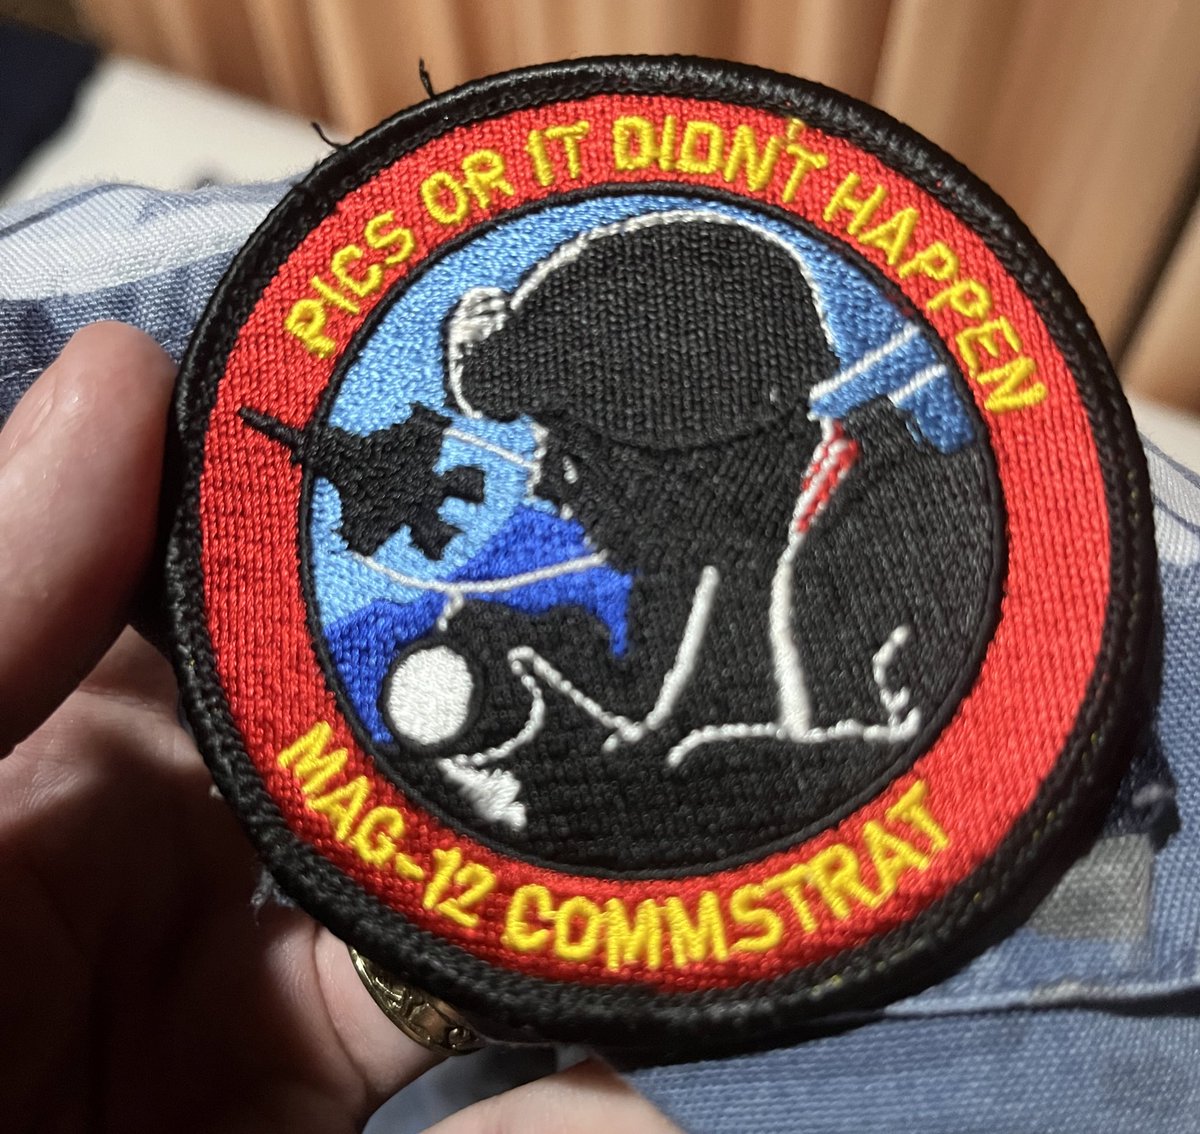 PICS OR IT DIDN'T HAPPEN
MAG-12 COMMSTRAT